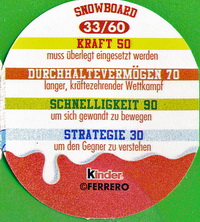 SNOWBOARD
33/60
KRAFT 50
muss überlegt eingesetzt werden
DURCHHALTEVERMÖGEN 70
langer, kräftezehrender Wettkampf
SCHNELLIGKEIT 90
um sich gewandt zu bewegen
STRATEGIE 30
um den Gegner zu verstehen
Kinder
©FERRERO